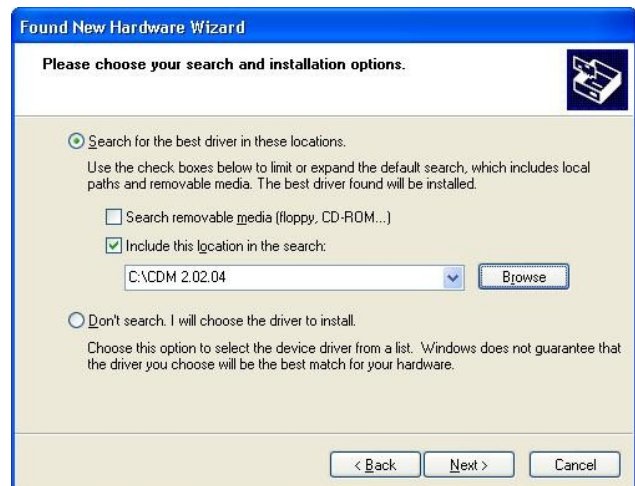 Found New Hardware Wizard
Please choose your search and installation options.
Search for the best driver in these locations.
Use the check boxes below to limit or expand the default search, which includes local
paths and removable media. The best driver found will be installed.
Search removable media (floppy, CD-ROM...)
Include this location in the search:
C:\CDM 2.02.04
Browse
Don't search. I will choose the driver to install.
Choose this option to select the device driver from a list. Windows does not guarantee that
the driver you choose will be the best match for your hardware.
< Back Next > Cancel